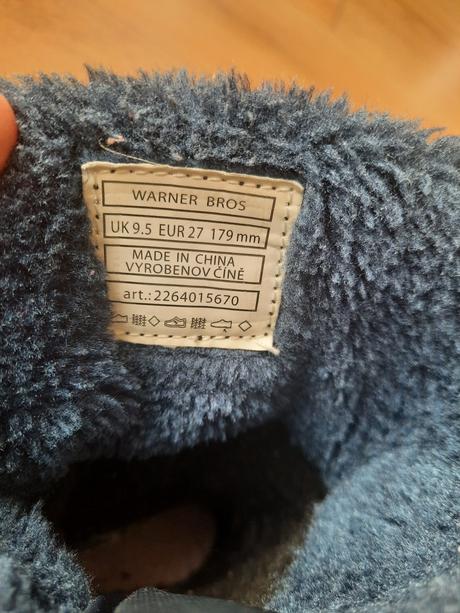 WARNER BROS
UK 9.5 EUR 27 179 mm
MADE IN CHINA
VYROBENOV ČÍNĚ
art.:2264015670